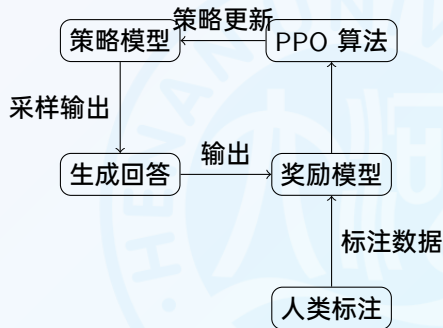 策略更新
策略模型
PPO 算法
采样输出
输出
生成回答
奖励模型
标注数据
人类标注